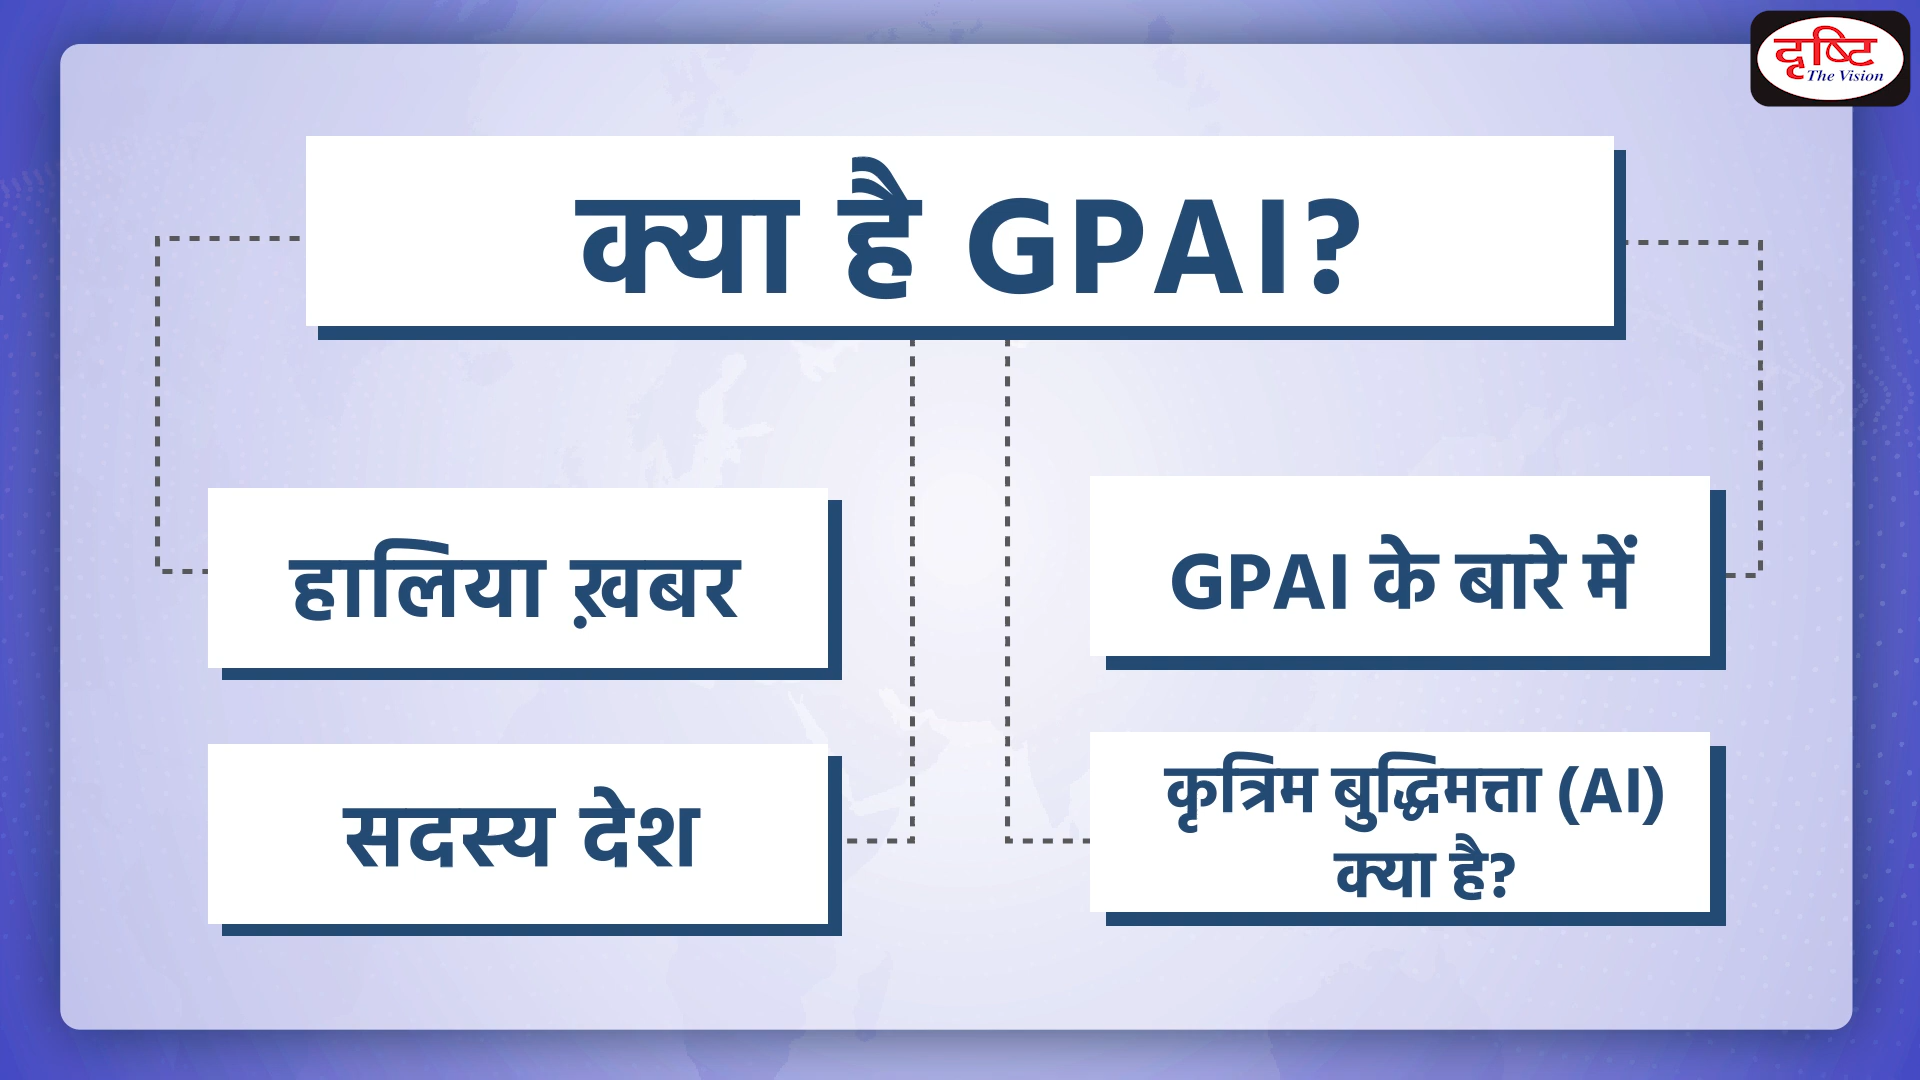 दृष्टि
The Vision
क्या है GPAI?
हालिया ख़बर
GPAI के बारे में
सदस्य देश
कृत्रिम बुद्धिमत्ता (AI)
क्या है?